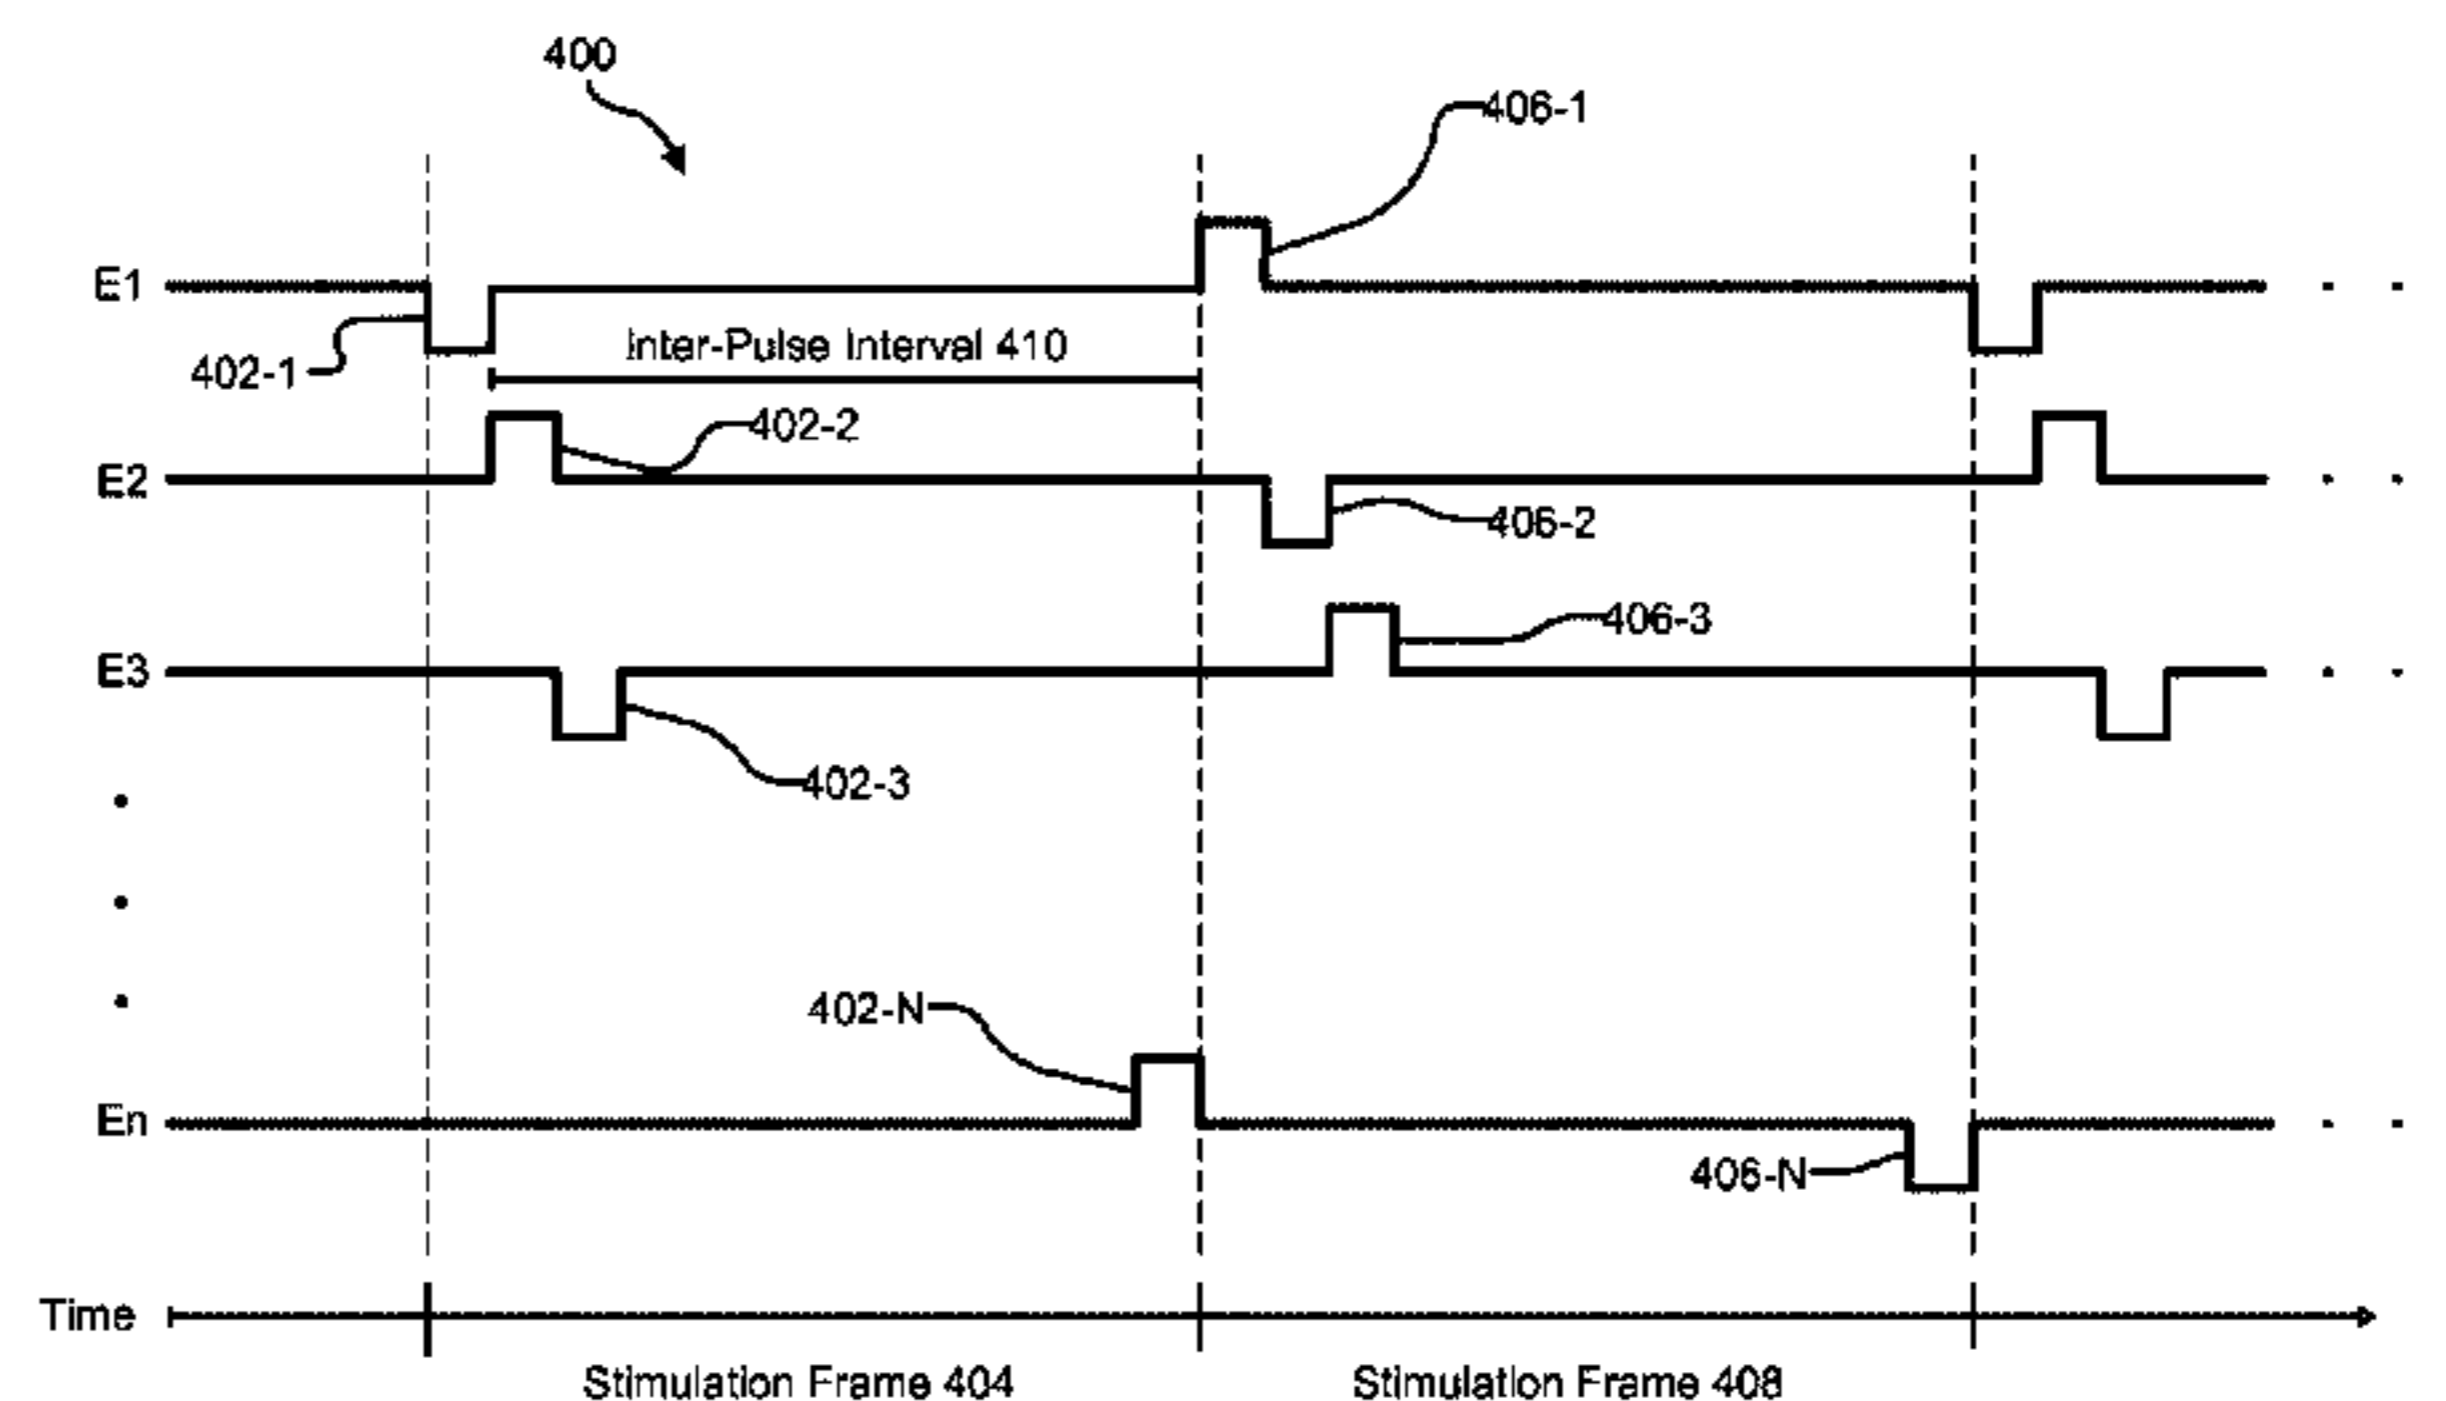 400
406-1
E1
Inter-Pulse Interval 410
402-1
402-2
E2
406-2
406-3
E3
402-3
402-N
En
406-N
Time
Stimulation Frame 404
Stimulation Frame 408